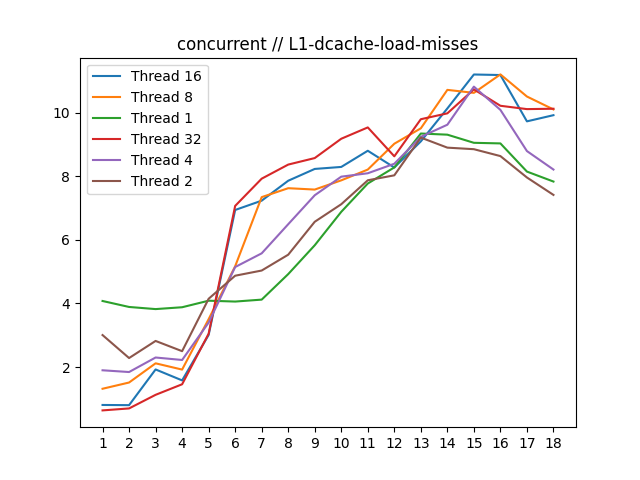 concurrent // L1-dcache-load-misses
Thread 16
Thread 8
Thread 1
Thread 32
Thread 4
Thread 2
10
8
6
4
2
1 2 3 4 5 6 7 8 9 10 11 12 13 14 15 16 17 18